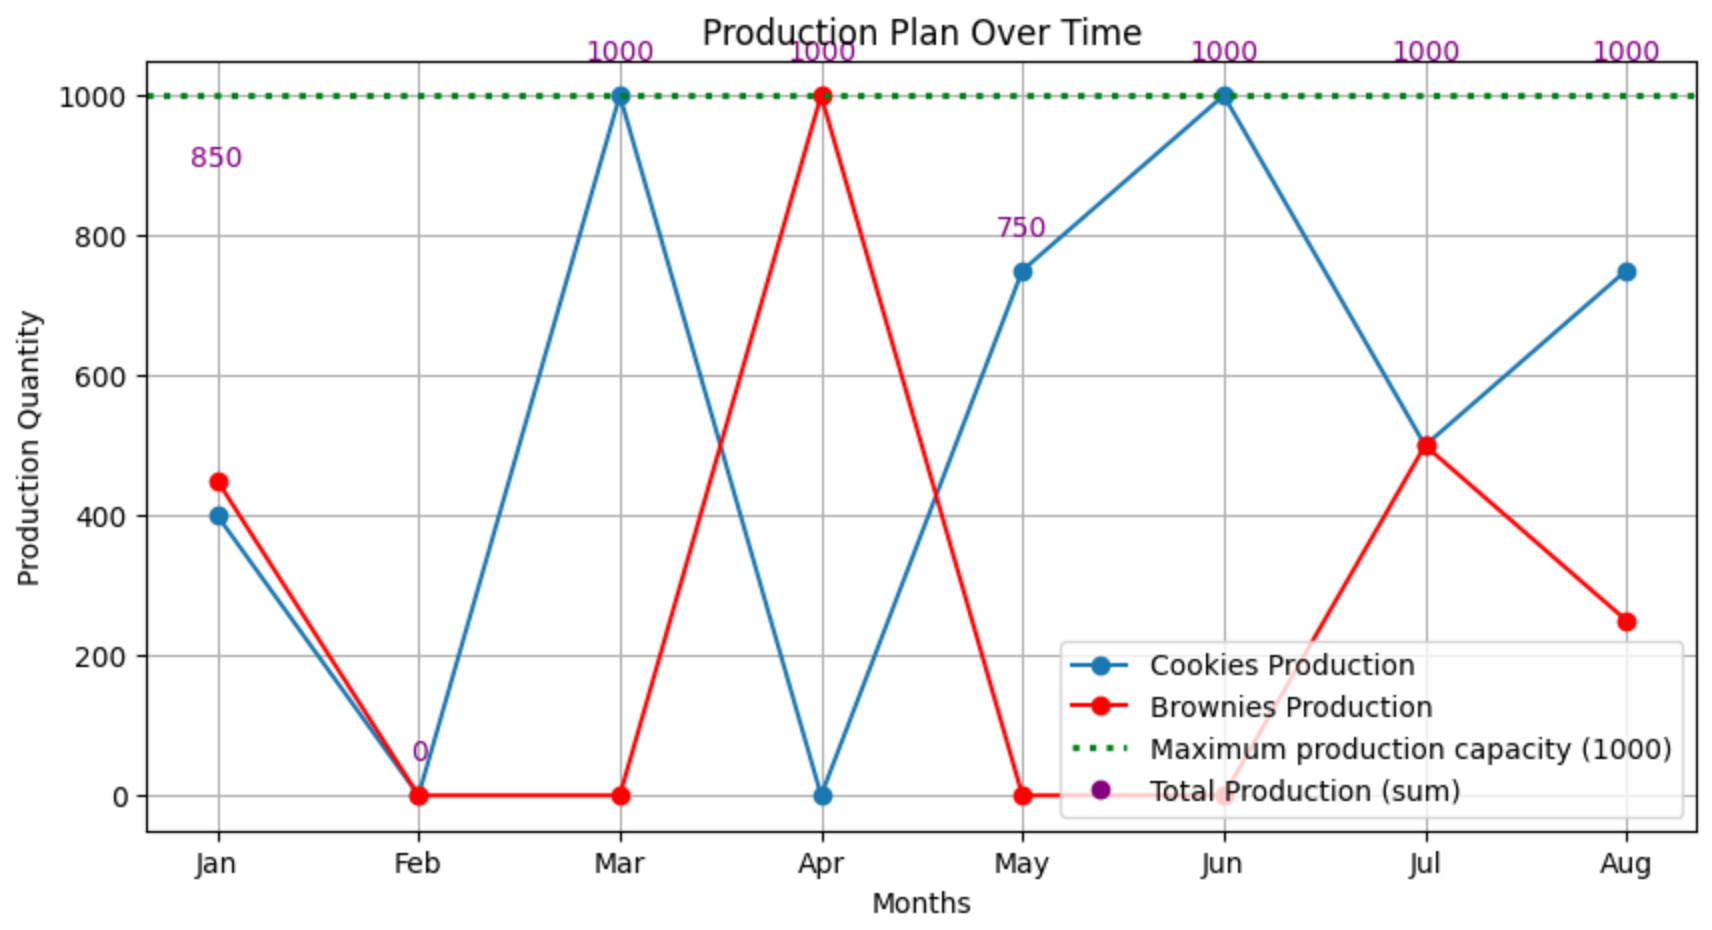 Production Plan Over Time
1000 1000 1000 1000 1000
1000
850
800
750
600
400
200
0
0
Production Quantity
Cookies Production
Brownies Production
Maximum production capacity (1000)
Total Production (sum)
Jan Feb Mar Apr May Jun Jul Aug
Months